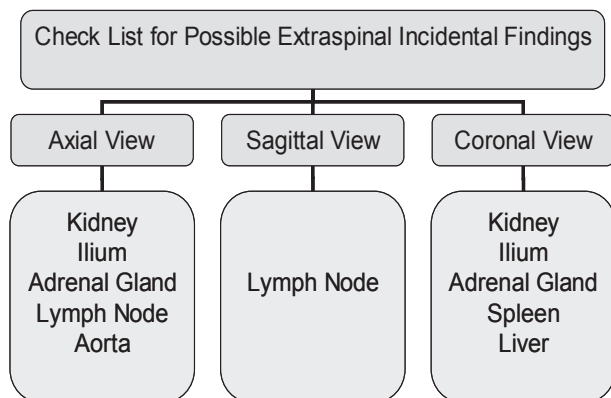 Check List for Possible Extraspinal Incidental Findings
Axial View
Sagittal View
Coronal View
Kidney
Ilium
Adrenal Gland
Lymph Node
Aorta
Lymph Node
Kidney
Ilium
Adrenal Gland
Spleen
Liver